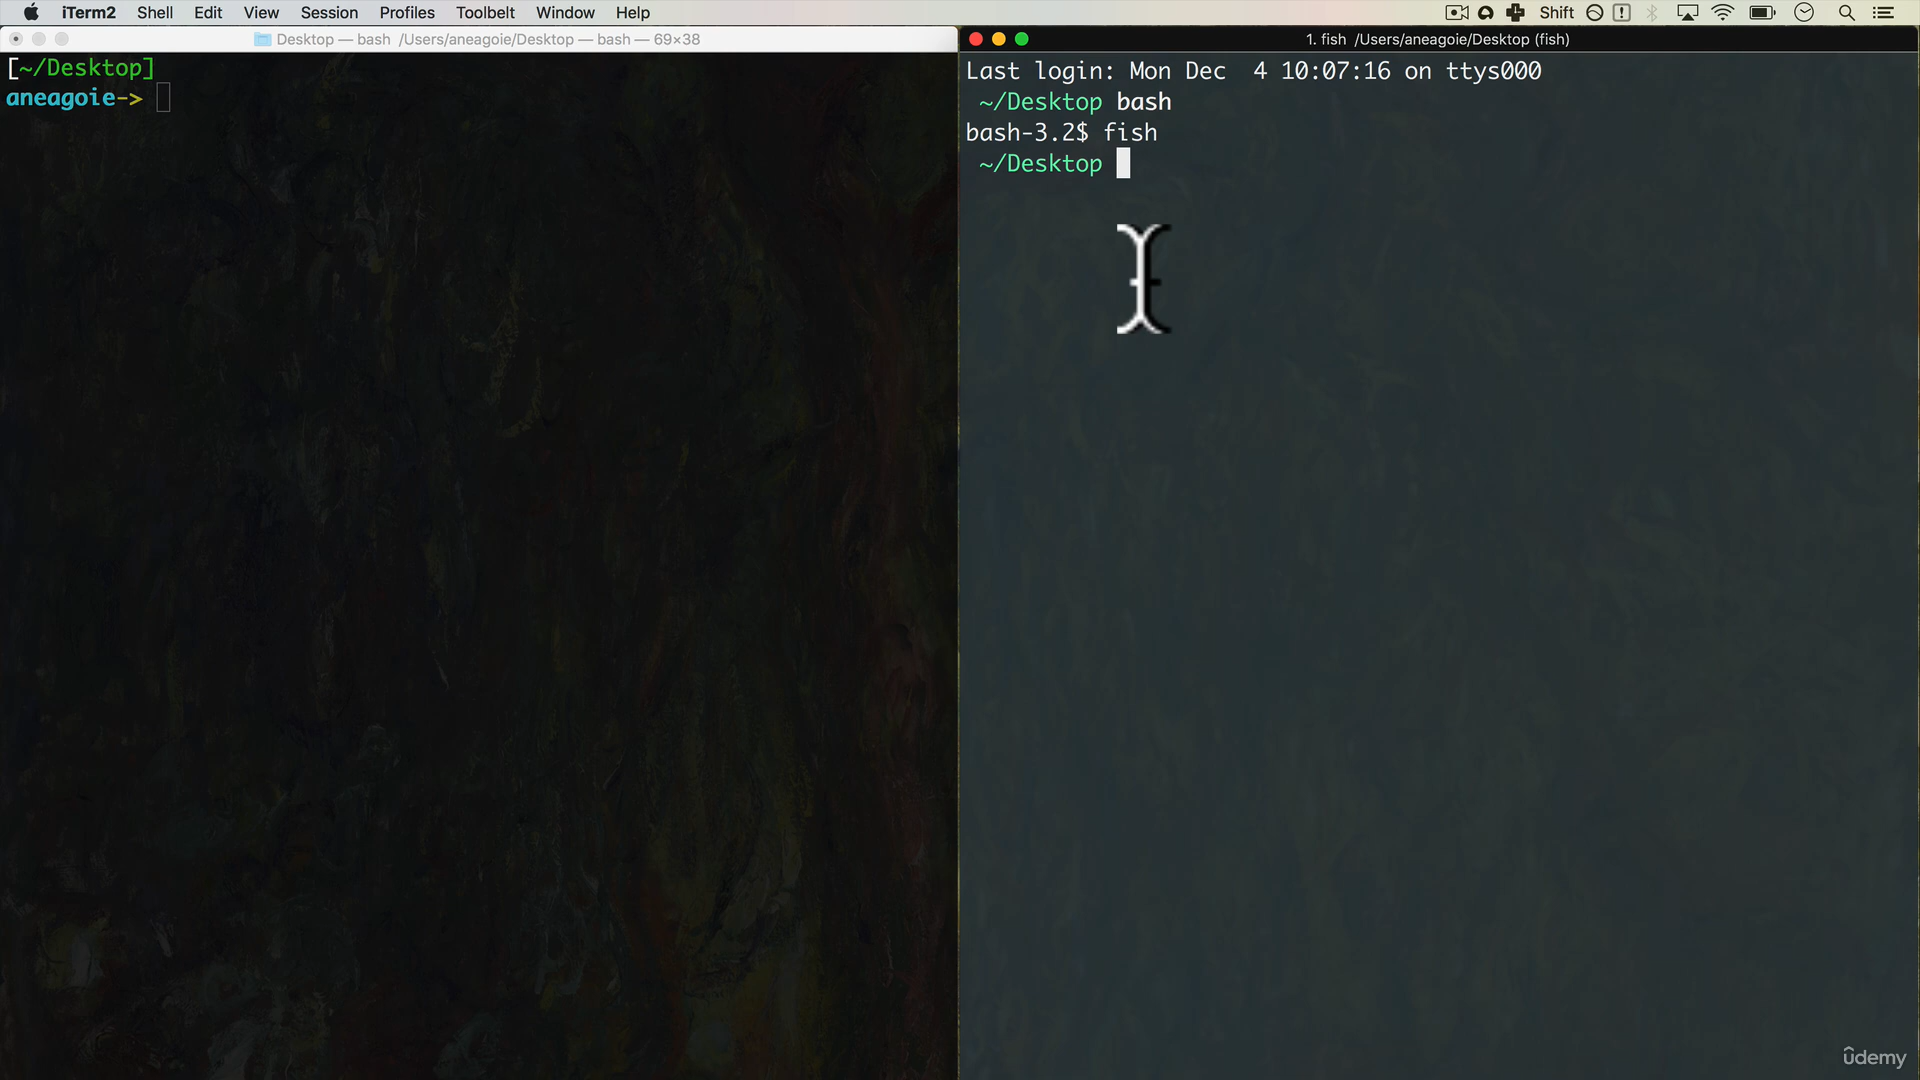 iTerm2 Shell Edit View Session Profiles Toolbelt Window Help Shift
Desktop — bash /Users/aneagoie/Desktop — bash — 69×38
[~/Desktop]
aneagoie->
1. fish /Users/aneagoie/Desktop (fish)
Last login: Mon Dec  4 10:07:16 on ttys000
~/Desktop bash
bash-3.2$ fish
~/Desktop
ûdemy